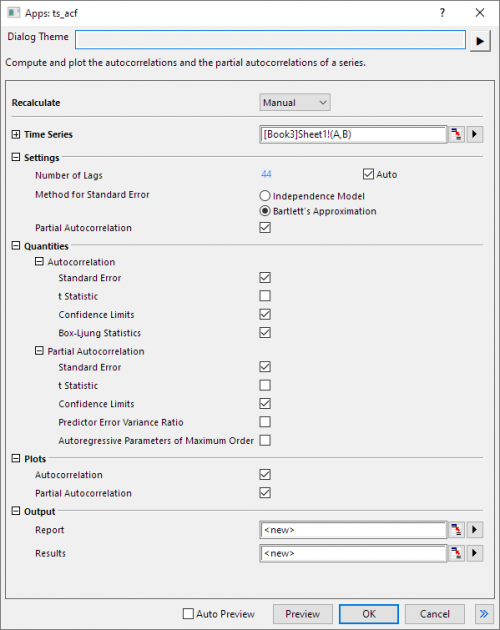 Apps: ts_acf
Dialog Theme
Compute and plot the autocorrelations and the partial autocorrelations of a series.
Recalculate Manual
Time Series [Book3]Sheet1!(A,B)
Settings
Number of Lags 44 Auto
Method for Standard Error Independence Model
Bartlett's Approximation
Partial Autocorrelation
Quantities
Autocorrelation
Standard Error
t Statistic
Confidence Limits
Box-Ljung Statistics
Partial Autocorrelation
Standard Error
t Statistic
Confidence Limits
Predictor Error Variance Ratio
Autoregressive Parameters of Maximum Order
Plots
Autocorrelation
Partial Autocorrelation
Output
Report <new>
Results <new>
Auto Preview Preview OK Cancel